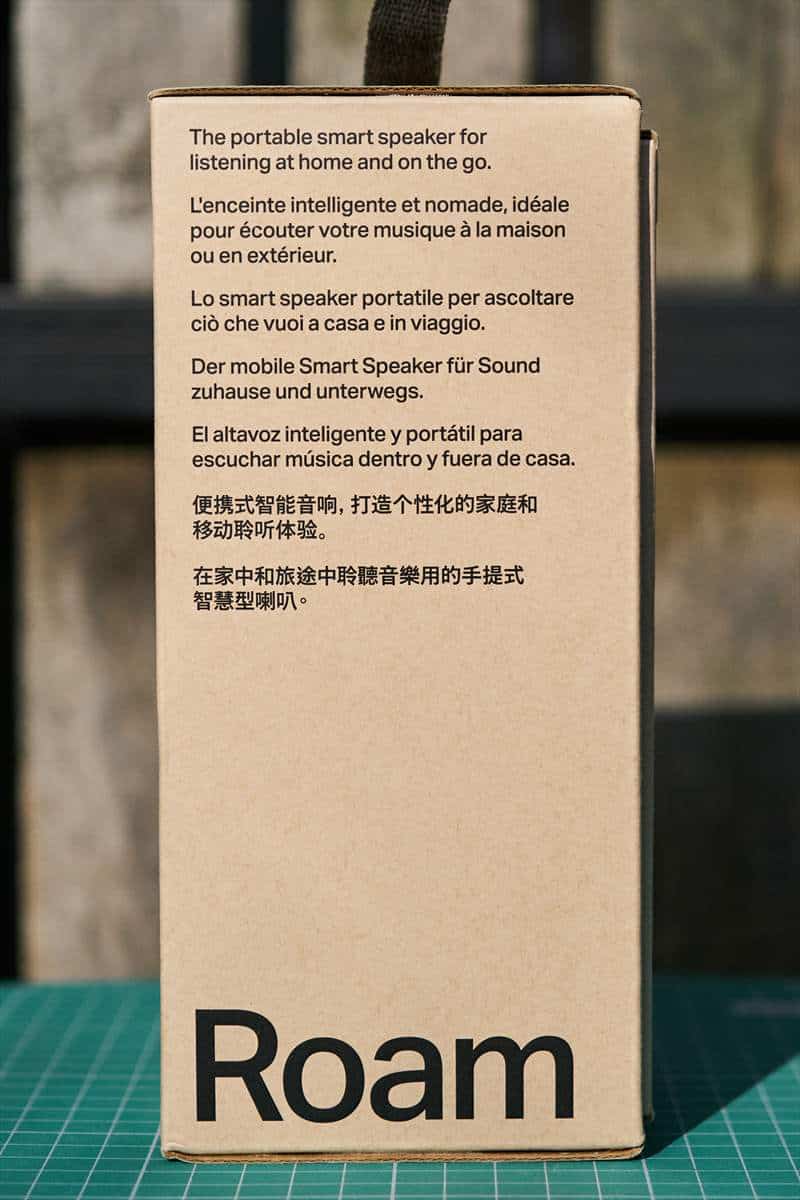 The portable smart speaker for
listening at home and on the go.
L'enceinte intelligente et nomade, idéale
pour écouter votre musique à la maison
ou en extérieur.
Lo smart speaker portatile per ascoltare
ciò che vuoi a casa e in viaggio.
Der mobile Smart Speaker für Sound
zuhause und unterwegs.
El altavoz inteligente y portátil para
escuchar música dentro y fuera de casa.
便携式智能音响，打造个性化的家庭和
移动聆听体验。
在家中和旅途中聆聽音樂用的手提式
智慧型喇叭。
Roam